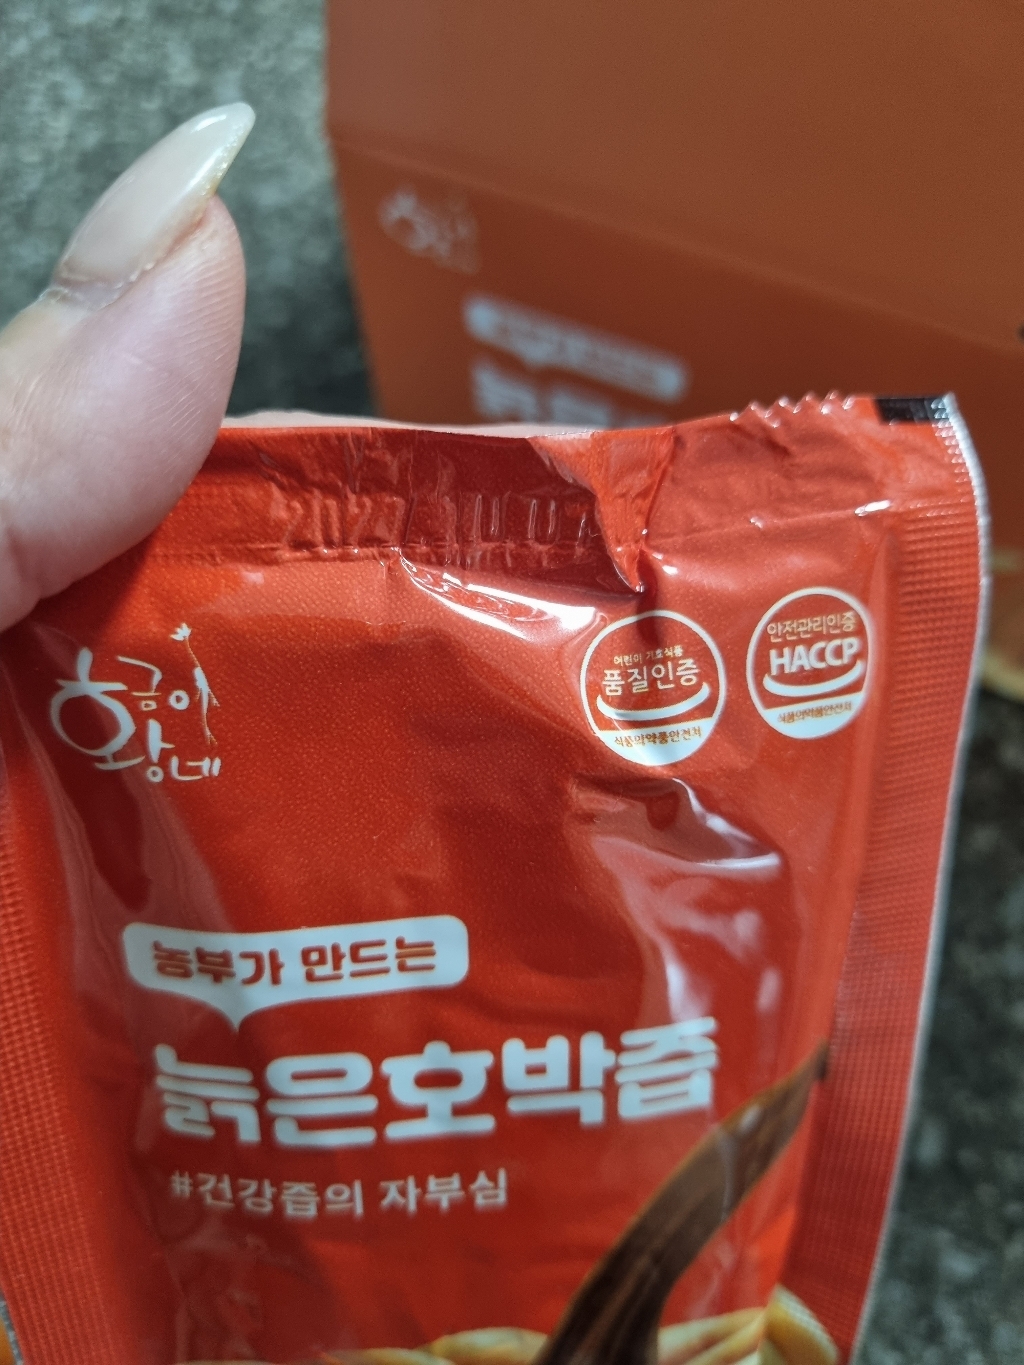 황금이네
어린이 기호식품
품질인증
식품의약품안전처
안전관리인증
HACCP
식품의약품안전처
농부가 만드는
늙은호박즙
#건강즙의 자부심